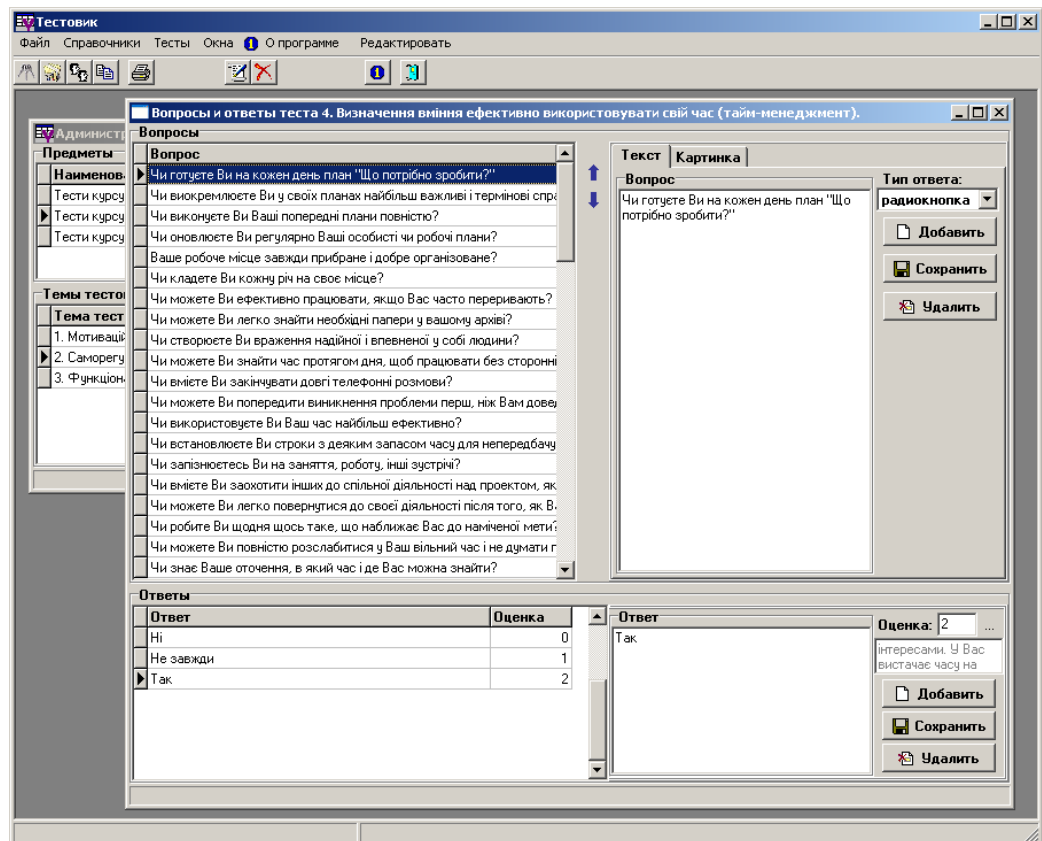 Тестовик
Файл Справочники Тесты Окна О программе Редактировать
Вопросы и ответы теста 4. Визначення вміння ефективно використовувати свій час (тайм-менеджмент).
Админист
Предметы
Наименов
Тести курсу
Тести курсу
Тести курсу
Темы тесто
Тема тест
1. Мотиваці
2. Саморегу
3. Функціон
Вопросы
Вопрос
Чи готуєте Ви на кожен день план "Що потрібно зробити?"
Чи виокремлюєте Ви у своїх планах найбільш важливі і термінові спра
Чи виконуєте Ви Ваші попередні плани повністю?
Чи оновлюєте Ви регулярно Ваші особисті чи робочі плани?
Ваше робоче місце завжди прибране і добре організоване?
Чи кладете Ви кожну річ на своє місце?
Чи можете Ви ефективно працювати, якщо Вас часто переривають?
Чи можете Ви легко знайти необхідні папери у вашому архіві?
Чи створюєте Ви враження надійної і впевненої у собі людини?
Чи можете Ви знайти час протягом дня, щоб працювати без сторонні
Чи вмієте Ви закінчувати довгі телефонні розмови?
Чи можете Ви попередити виникнення проблеми перш, ніж Вам дове
Чи використовуєте Ви Ваш час найбільш ефективно?
Чи встановлюєте Ви строки з деяким запасом часу для непередбачу
Чи запізнюєтесь Ви на заняття, роботу, інші зустрічі?
Чи вмієте Ви заохотити інших до спільної діяльності над проектом, як
Чи можете Ви легко повернутися до своєї діяльності після того, як В
Чи робите Ви щодня щось таке, що наближає Вас до наміченої мети?
Чи можете Ви повністю розслабитися у Ваш вільний час і не думати п
Чи знає Ваше оточення, в який час і де Вас можна знайти?
Текст Картинка
Вопрос
Чи готуєте Ви на кожен день план "Що
потрібно зробити?"
Тип ответа:
радиокнопка
Добавить
Сохранить
Удалить
Ответы
Ответ Оценка
Ні 0
Не завжди 1
Так 2
Ответ
Так
Оценка: 2 ...
інтересами. У Вас
вистачає часу на
Добавить
Сохранить
Удалить